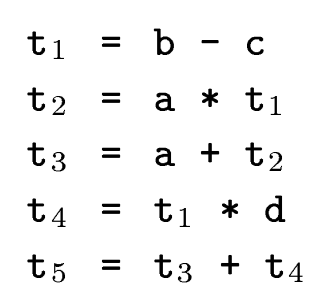 t₁ = b - c
t₂ = a * t₁
t₃ = a + t₂
t₄ = t₁ * d
t₅ = t₃ + t₄